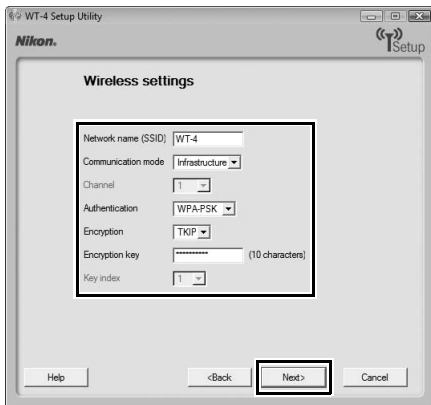 WT-4 Setup Utility
Nikon.
Setup
Wireless settings
Network name (SSID) WT-4
Communication mode Infrastructure
Channel 1
Authentication WPA-PSK
Encryption TKIP
Encryption key ********** (10 characters)
Key index 1
Help <Back Next> Cancel